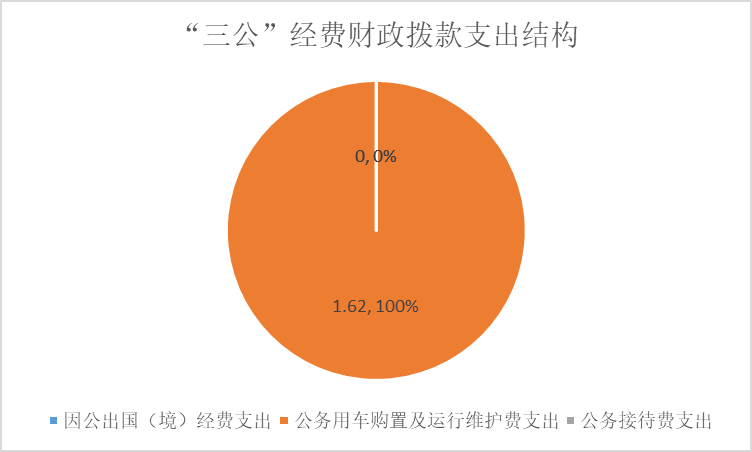 “三公”经费财政拨款支出结构
0, 0%
1.62, 100%
因公出国（境）经费支出 公务用车购置及运行维护费支出 公务接待费支出